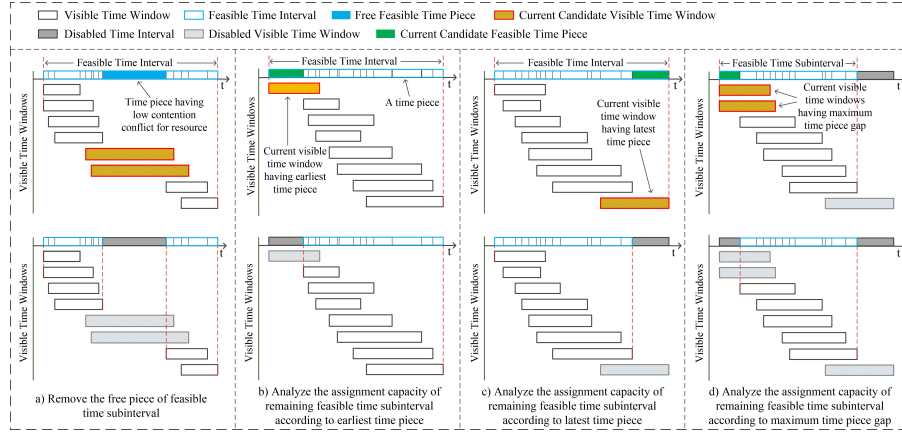 Visible Time Window Feasible Time Interval Free Feasible Time Piece Current Candidate Visible Time Window
Disabled Time Interval Disabled Visible Time Window Current Candidate Feasible Time Piece
Feasible Time Interval
t
Visible Time Windows
Time piece having
low contention
conflict for resource
t
Visible Time Windows
a) Remove the free piece of feasible
time subinterval
Feasible Time Interval
t
Visible Time Windows
A time piece
Current visible
time window
having earliest
time piece
t
Visible Time Windows
b) Analyze the assignment capacity of
remaining feasible time subinterval
according to earliest time piece
Feasible Time Interval
t
Visible Time Windows
Current visible
time window
having latest
time piece
t
Visible Time Windows
c) Analyze the assignment capacity of
remaining feasible time subinterval
according to latest time piece
Feasible Time Subinterval
t
Visible Time Windows
Current visible
time windows
having maximum
time piece gap
t
Visible Time Windows
d) Analyze the assignment capacity of
remaining feasible time subinterval
according to maximum time piece gap